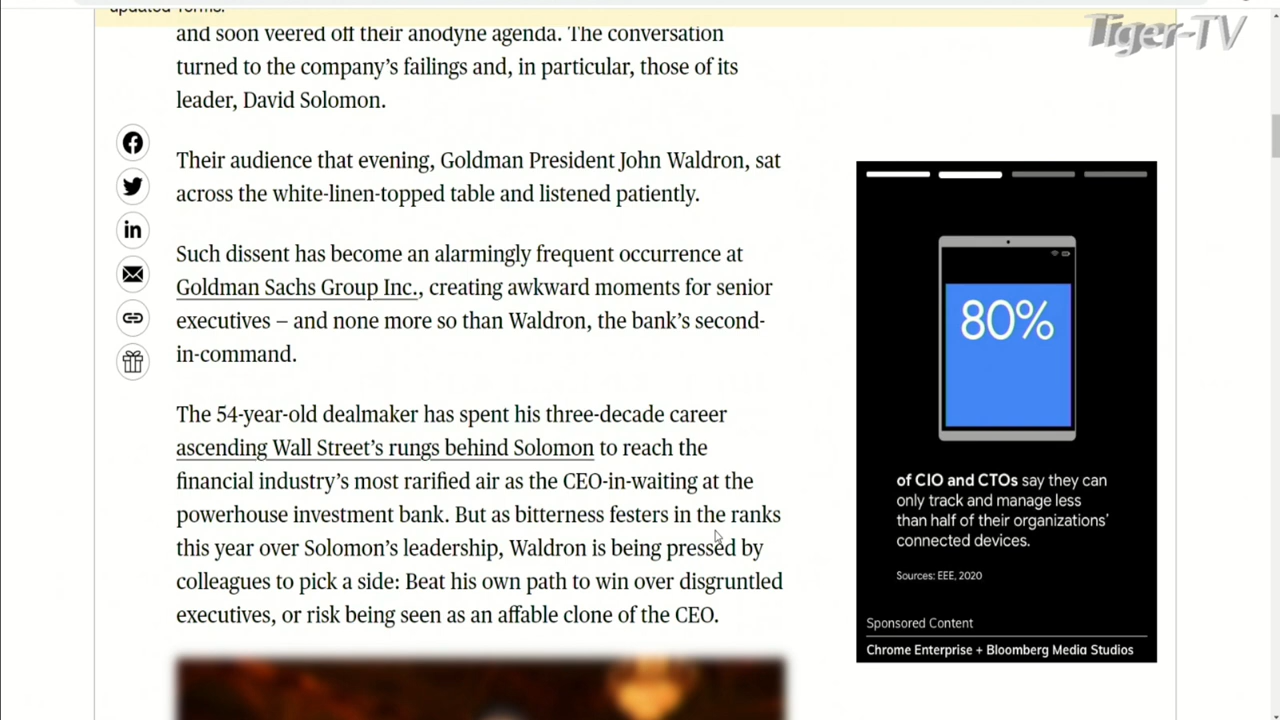 updated Terms.
Tiger-TV
and soon veered off their anodyne agenda. The conversation
turned to the company's failings and, in particular, those of its
leader, David Solomon.
Their audience that evening, Goldman President John Waldron, sat
across the white-linen-topped table and listened patiently.
Such dissent has become an alarmingly frequent occurrence at
Goldman Sachs Group Inc., creating awkward moments for senior
executives – and none more so than Waldron, the bank's second-
in-command.
The 54-year-old dealmaker has spent his three-decade career
ascending Wall Street's rungs behind Solomon to reach the
financial industry's most rarified air as the CEO-in-waiting at the
powerhouse investment bank. But as bitterness festers in the ranks
this year over Solomon's leadership, Waldron is being pressed by
colleagues to pick a side: Beat his own path to win over disgruntled
executives, or risk being seen as an affable clone of the CEO.
80%
of CIO and CTOs say they can
only track and manage less
than half of their organizations'
connected devices.
Sources: EEE, 2020
Sponsored Content
Chrome Enterprise + Bloomberg Media Studios